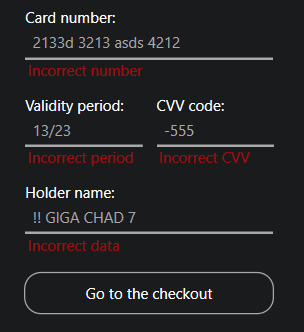 Card number:
2133d 3213 asds 4212
Incorrect number
Validity period: CVV code:
13/23 -555
Incorrect period Incorrect CVV
Holder name:
!! GIGA CHAD 7
Incorrect data
Go to the checkout